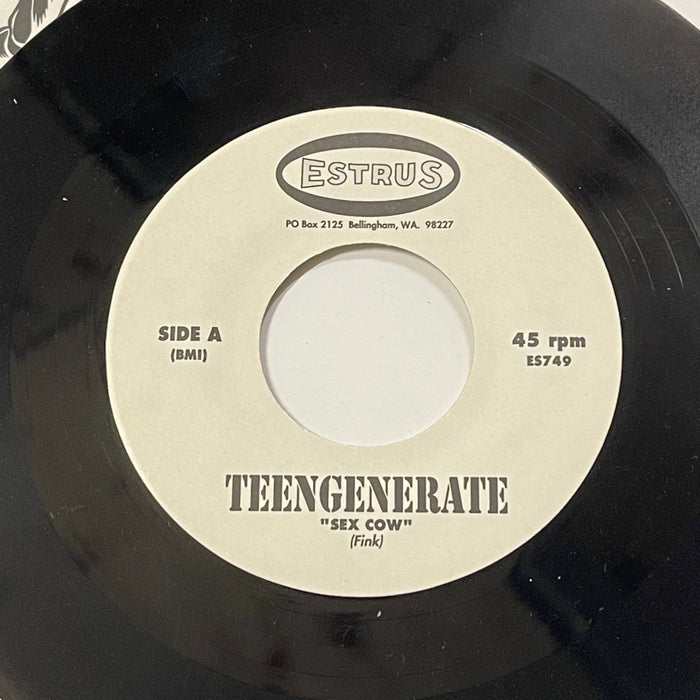 ESTRUS
PO Box 2125 Bellingham, WA. 98227
SIDE A
(BMI)
45 rpm
ES749
TEENGENERATE
"SEX COW"
(Fink)